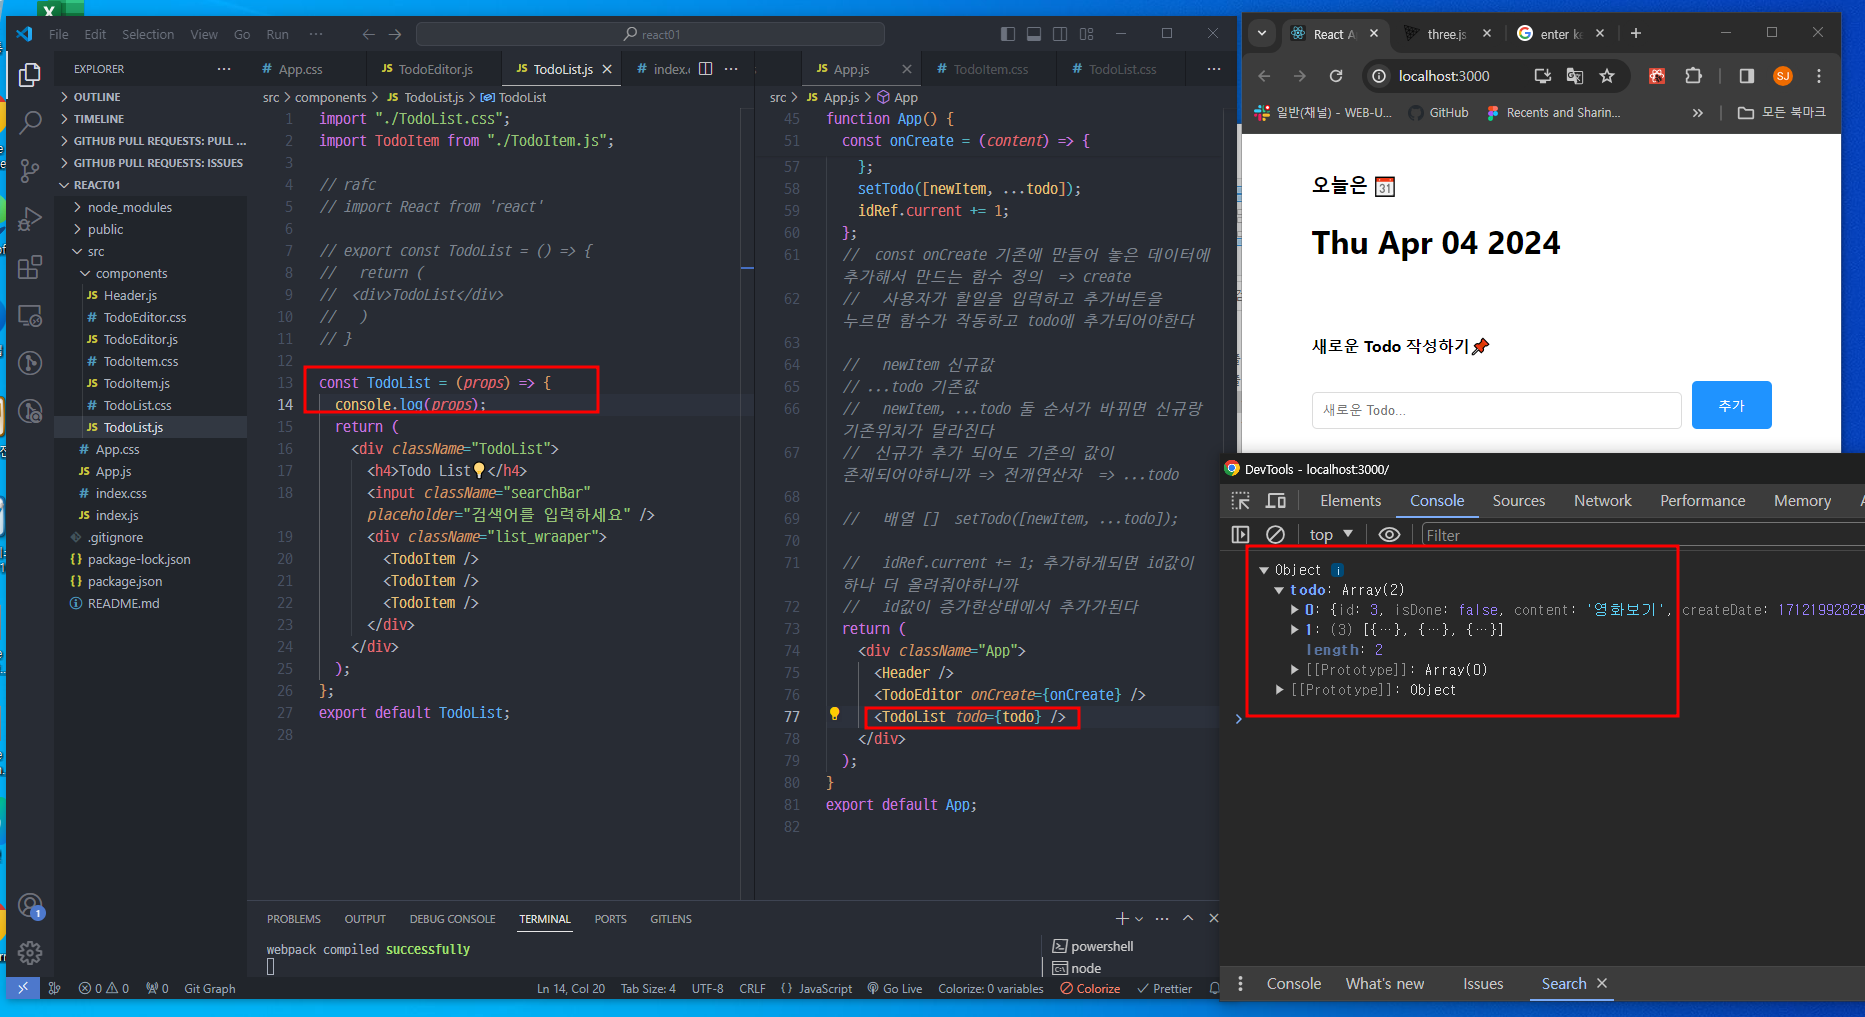 File Edit Selection View Go Run ··· react01
EXPLORER ···
OUTLINE
TIMELINE
GITHUB PULL REQUESTS: PULL ...
GITHUB PULL REQUESTS: ISSUES
REACT01
node_modules
public
src
components
JS Header.js
# TodoEditor.css
JS TodoEditor.js
# TodoItem.css
JS TodoItem.js
# TodoList.css
JS TodoList.js
# App.css
JS App.js
# index.css
JS index.js
.gitignore
{} package-lock.json
{} package.json
README.md
# App.css JS TodoEditor.js JS TodoList.js # index.
src > components > JS TodoList.js > TodoList
1 import "./TodoList.css";
2 import TodoItem from "./TodoItem.js";
3
4 // rafc
5 // import React from 'react'
6
7 // export const TodoList = () => {
8 //   return (
9 //  <div>TodoList</div>
10 //   )
11 // }
12
13 const TodoList = (props) => {
14 console.log(props);
15 return (
16 <div className="TodoList">
17 <h4>Todo List💡</h4>
18 <input className="searchBar"
placeholder="검색어를 입력하세요" />
19 <div className="list_wraaper">
20 <TodoItem />
21 <TodoItem />
22 <TodoItem />
23 </div>
24 </div>
25 );
26 };
27 export default TodoList;
28
JS App.js # TodoItem.css # TodoList.css ···
src > JS App.js > App
45 function App() {
51 const onCreate = (content) => {
57 };
58 setTodo([newItem, ...todo]);
59 idRef.current += 1;
60 };
61 //  const onCreate 기존에 만들어 놓은 데이터에
추가해서 만드는 함수 정의  => create
62 //   사용자가 할일을 입력하고 추가버튼을
누르면 함수가 작동하고 todo에 추가되어야한다
63
64 //   newItem 신규값
65 // ...todo 기존값
66 //   newItem, ...todo 둘 순서가 바뀌면 신규랑
기존위치가 달라진다
67 //  신규가 추가 되어도 기존의 값이
존재되어야하니까 => 전개연산자  => ...todo
68
69 //   배열 []  setTodo([newItem, ...todo]);
70
71 //   idRef.current += 1; 추가하게되면 id값이
하나 더 올려줘야하니까
72 //   id값이 증가한상태에서 추가가된다
73 return (
74 <div className="App">
75 <Header />
76 <TodoEditor onCreate={onCreate} />
77 <TodoList todo={todo} />
78 </div>
79 );
80 }
81 export default App;
82
PROBLEMS OUTPUT DEBUG CONSOLE TERMINAL PORTS GITLENS
webpack compiled successfully
powershell
node
1
0 0 0 Git Graph Ln 14, Col 20 Tab Size: 4 UTF-8 CRLF {} JavaScript Go Live Colorize: 0 variables Colorize Prettier
React A three.js enter ke
localhost:3000 SJ
일반(채널) - WEB-U... GitHub Recents and Sharin... » 모든 북마크
오늘은 📅
Thu Apr 04 2024
새로운 Todo 작성하기📌
새로운 Todo... 추가
DevTools - localhost:3000/
Elements Console Sources Network Performance Memory
top Filter
Object i
todo: Array(2)
0: {id: 3, isDone: false, content: '영화보기', createDate: 17121992828
1: (3) [{…}, {…}, {…}]
length: 2
[[Prototype]]: Array(0)
[[Prototype]]: Object
Console What's new Issues Search